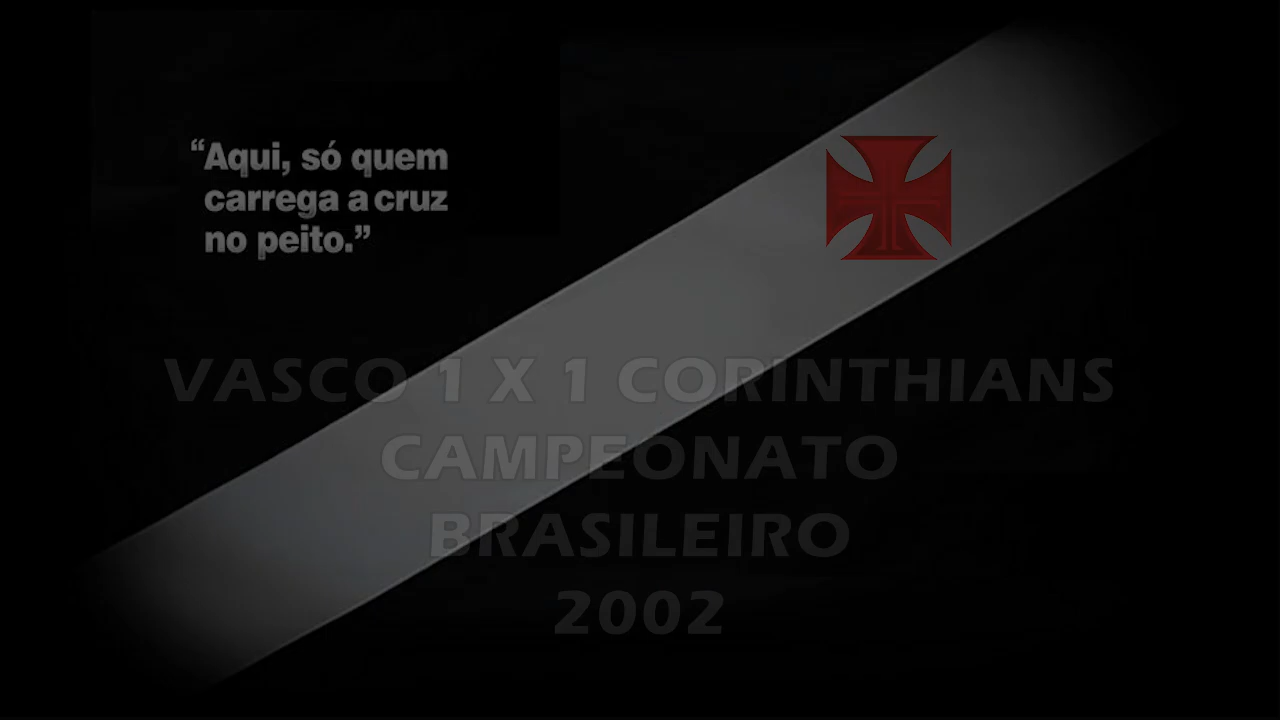 “Aqui, só quem
carrega a cruz
no peito.”
VASCO 1 X 1 CORINTHIANS
CAMPEONATO
BRASILEIRO
2002